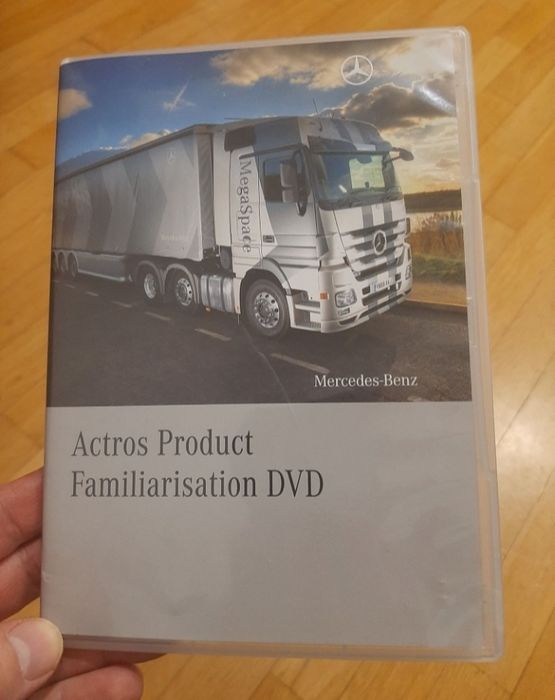 MegaSpace
Mercedes-Benz
Actros Product
Familiarisation DVD